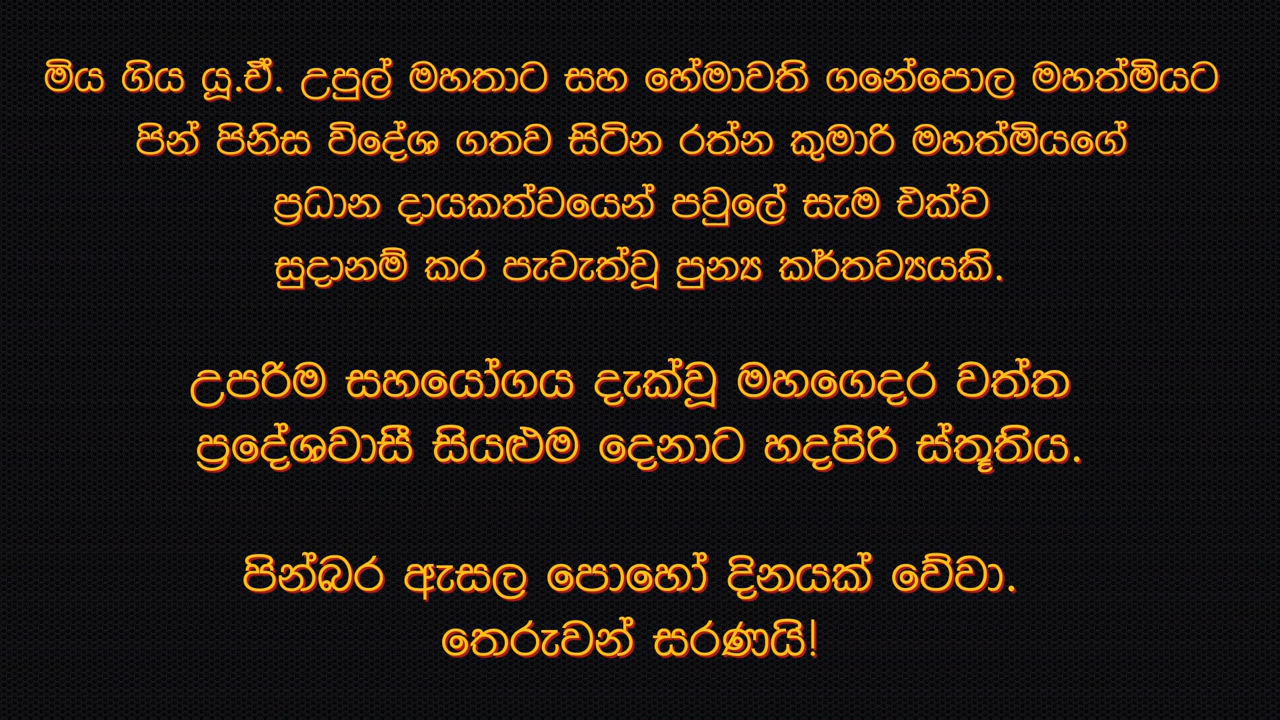 මිය ගිය යූ.ඒ. උපුල් මහතාට සහ හේමාවතී ගනේපොල මහත්මියට
පින් පිනිස විදේශ ගතව සිටින රත්න කුමාරි මහත්මියගේ
ප්‍රධාන දායකත්වයෙන් පවුලේ සැම එක්ව
සුදානම් කර පැවැත්වූ පුන්‍ය කර්තව්‍යයකි.
උපරිම සහයෝගය දැක්වූ මහගෙදර වත්ත
ප්‍රදේශවාසී සියළුම දෙනාට හදපිරි ස්තූතිය.
පින්බර ඇසල පොහෝ දිනයක් වේවා.
තෙරුවන් සරණයි!